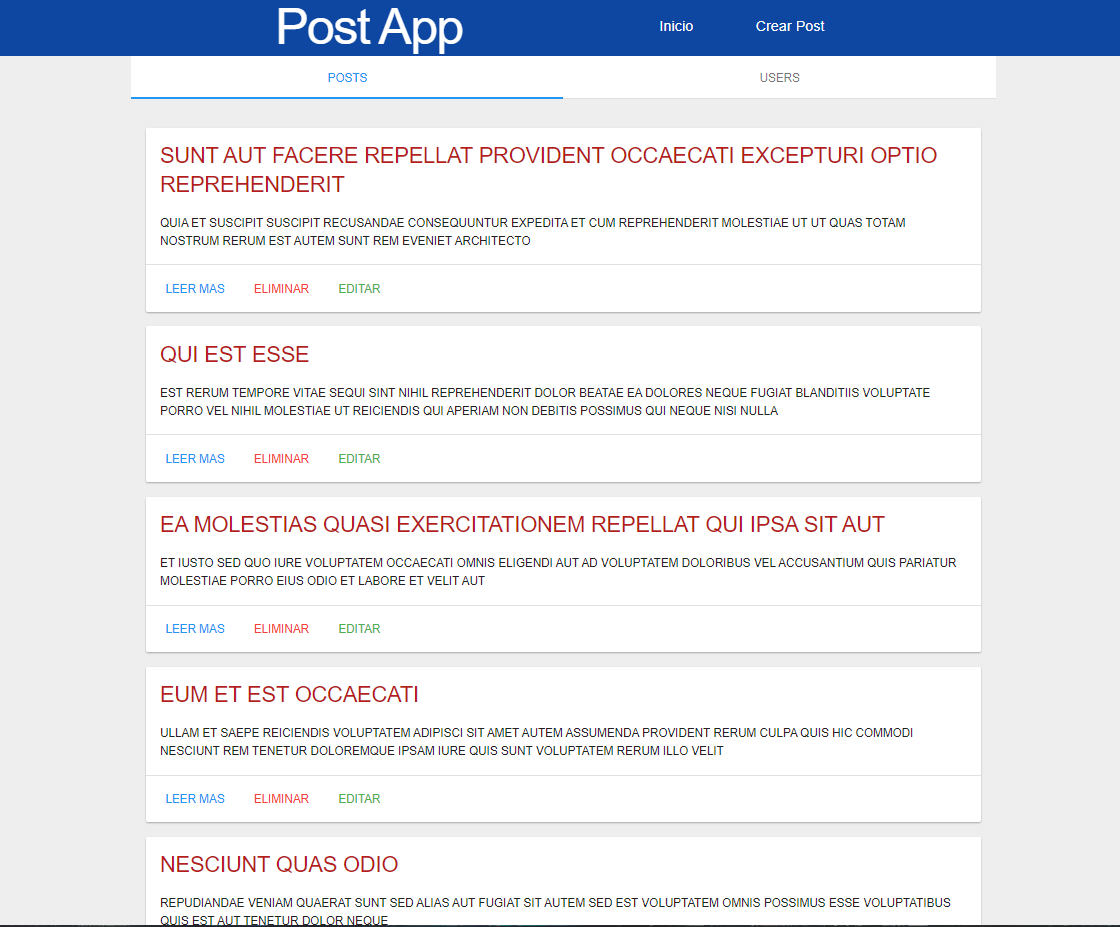 Post App
Inicio
Crear Post
POSTS
USERS
SUNT AUT FACERE REPELLAT PROVIDENT OCCAECATI EXCEPTURI OPTIO
REPREHENDERIT
QUIA ET SUSCIPIT SUSCIPIT RECUSANDAE CONSEQUUNTUR EXPEDITA ET CUM REPREHENDERIT MOLESTIAE UT UT QUAS TOTAM
NOSTRUM RERUM EST AUTEM SUNT REM EVENIET ARCHITECTO
LEER MAS
ELIMINAR
EDITAR
QUI EST ESSE
EST RERUM TEMPORE VITAE SEQUI SINT NIHIL REPREHENDERIT DOLOR BEATAE EA DOLORES NEQUE FUGIAT BLANDITIIS VOLUPTATE
PORRO VEL NIHIL MOLESTIAE UT REICIENDIS QUI APERIAM NON DEBITIS POSSIMUS QUI NEQUE NISI NULLA
LEER MAS
ELIMINAR
EDITAR
EA MOLESTIAS QUASI EXERCITATIONEM REPELLAT QUI IPSA SIT AUT
ET IUSTO SED QUO IURE VOLUPTATEM OCCAECATI OMNIS ELIGENDI AUT AD VOLUPTATEM DOLORIBUS VEL ACCUSANTIUM QUIS PARIATUR
MOLESTIAE PORRO EIUS ODIO ET LABORE ET VELIT AUT
LEER MAS
ELIMINAR
EDITAR
EUM ET EST OCCAECATI
ULLAM ET SAEPE REICIENDIS VOLUPTATEM ADIPISCI SIT AMET AUTEM ASSUMENDA PROVIDENT RERUM CULPA QUIS HIC COMMODI
NESCIUNT REM TENETUR DOLOREMQUE IPSAM IURE QUIS SUNT VOLUPTATEM RERUM ILLO VELIT
LEER MAS
ELIMINAR
EDITAR
NESCIUNT QUAS ODIO
REPUDIANDAE VENIAM QUAERAT SUNT SED ALIAS AUT FUGIAT SIT AUTEM SED EST VOLUPTATEM OMNIS POSSIMUS ESSE VOLUPTATIBUS
QUIS EST AUT TENETUR DOLOR NEQUE